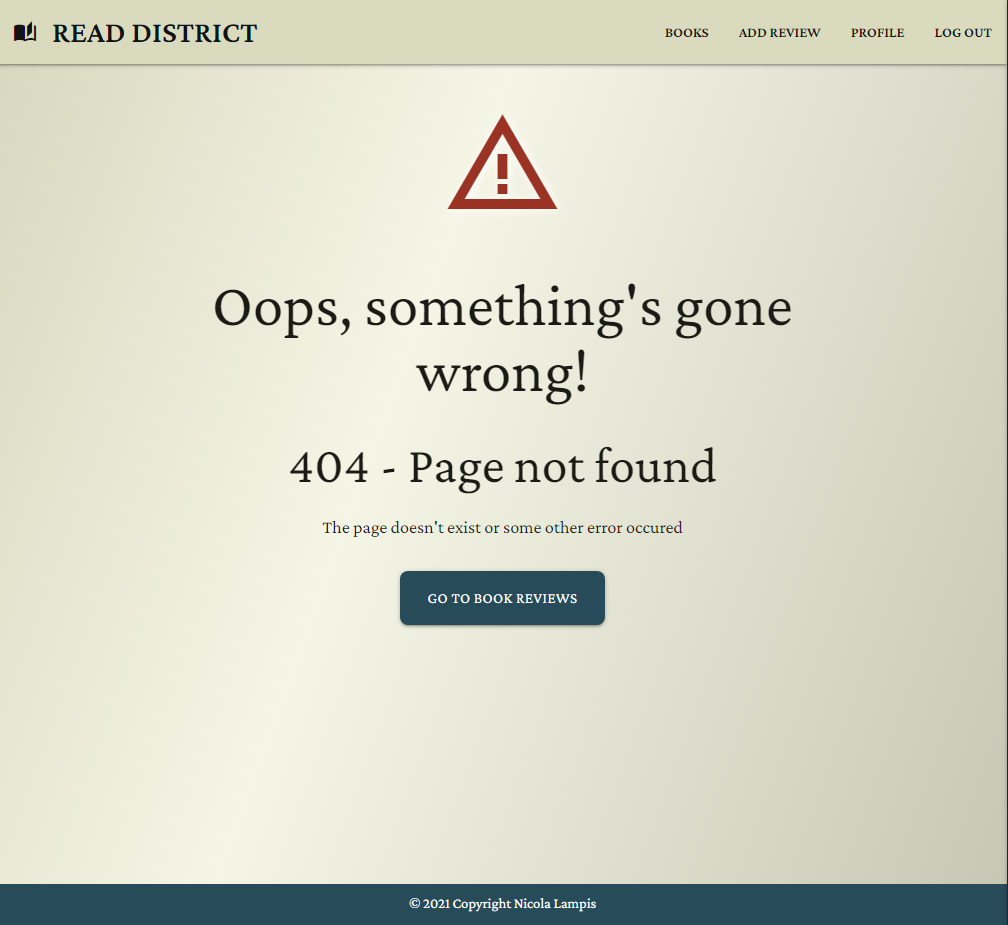 READ DISTRICT
BOOKS ADD REVIEW PROFILE LOG OUT
Oops, something's gone
wrong!
404 - Page not found
The page doesn't exist or some other error occured
GO TO BOOK REVIEWS
© 2021 Copyright Nicola Lampis